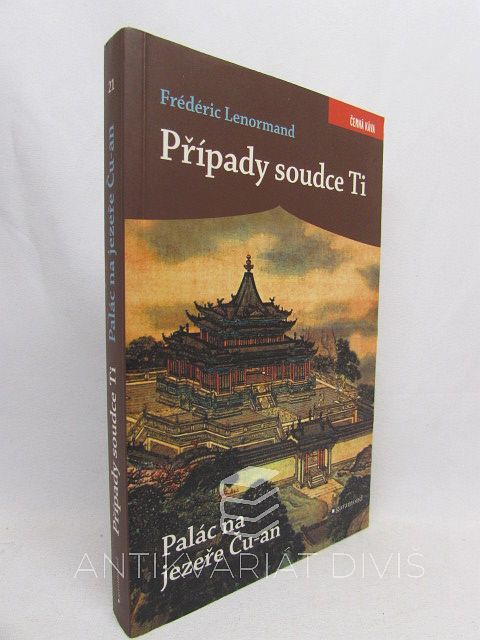 Frédéric Lenormand
ČERNÁ KÁVA
Případy soudce Ti
Palác na
jezeře Cu-an
Garamond
21
Případy soudce Ti Palác na jezeře Cu-an
ANTIKVARIÁT DIVIŠ